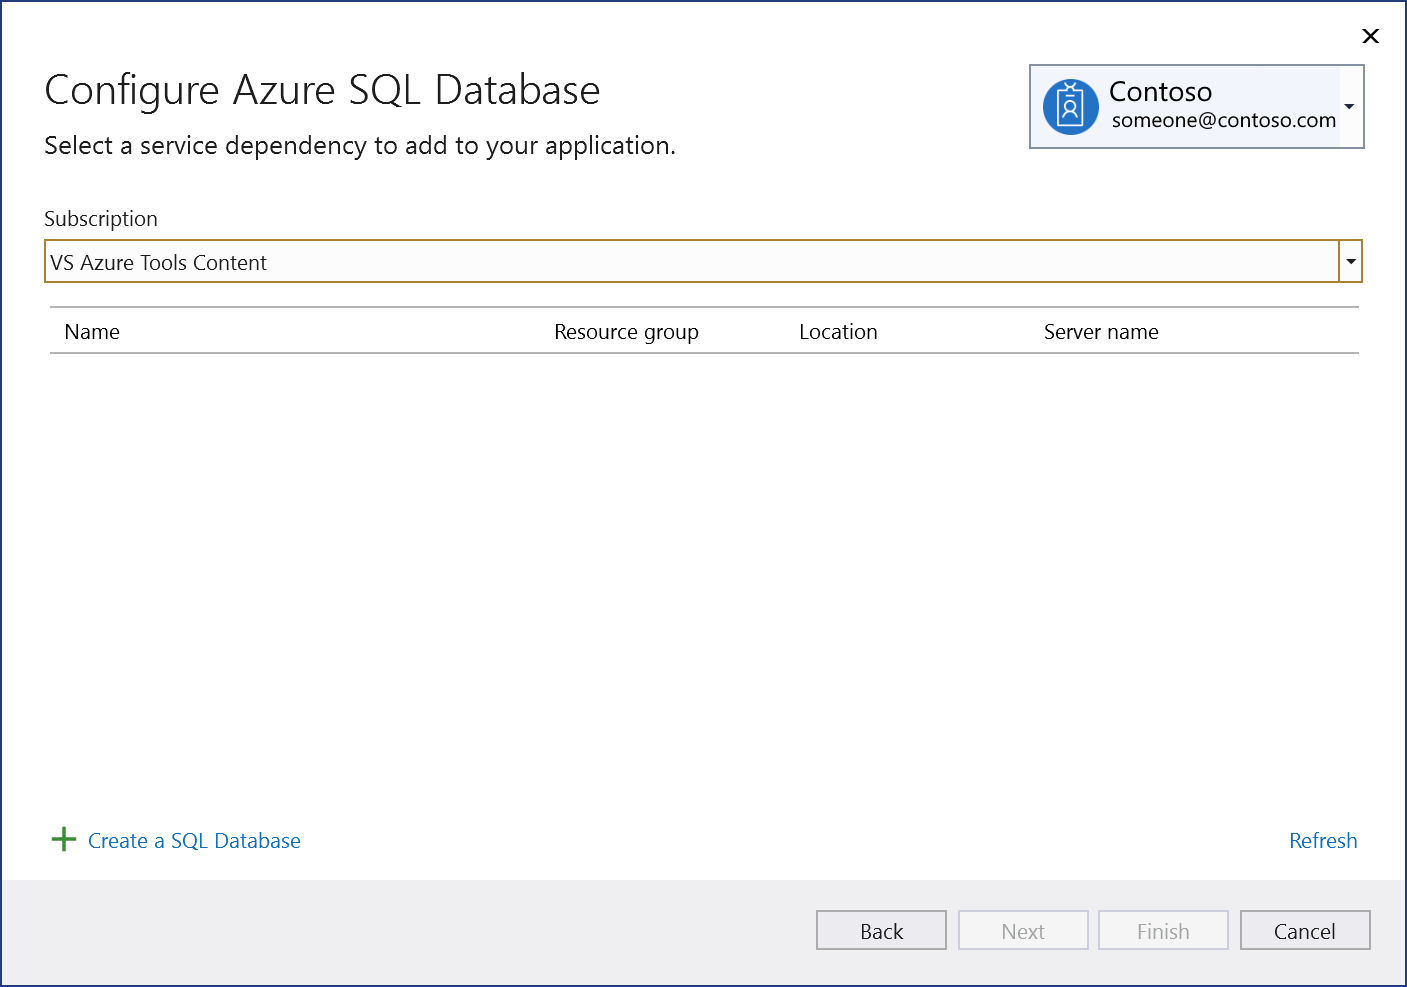 Configure Azure SQL Database
Select a service dependency to add to your application.
Contoso
someone@contoso.com
Subscription
VS Azure Tools Content
Name Resource group Location Server name
Create a SQL Database Refresh
Back Next Finish Cancel